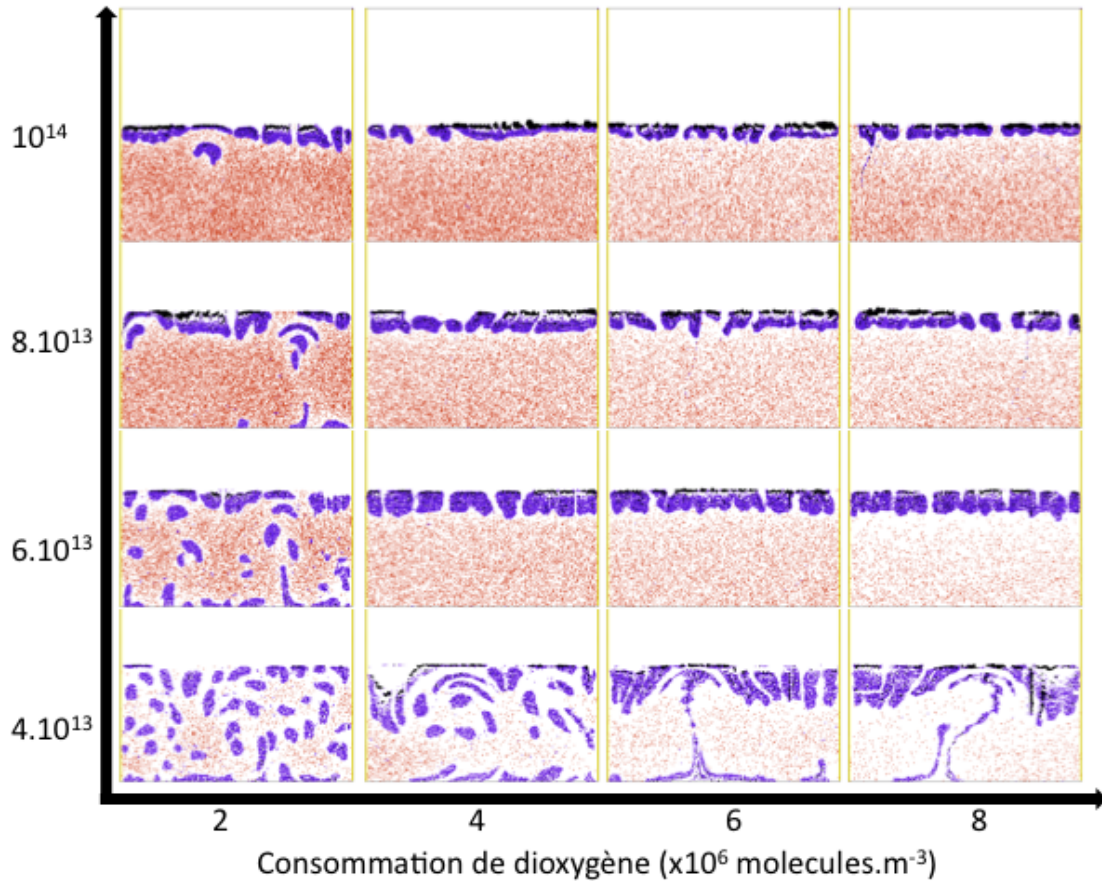 10¹⁴
8.10¹³
6.10¹³
4.10¹³
2 4 6 8
Consommation de dioxygène (x10⁶ molecules.m⁻³)